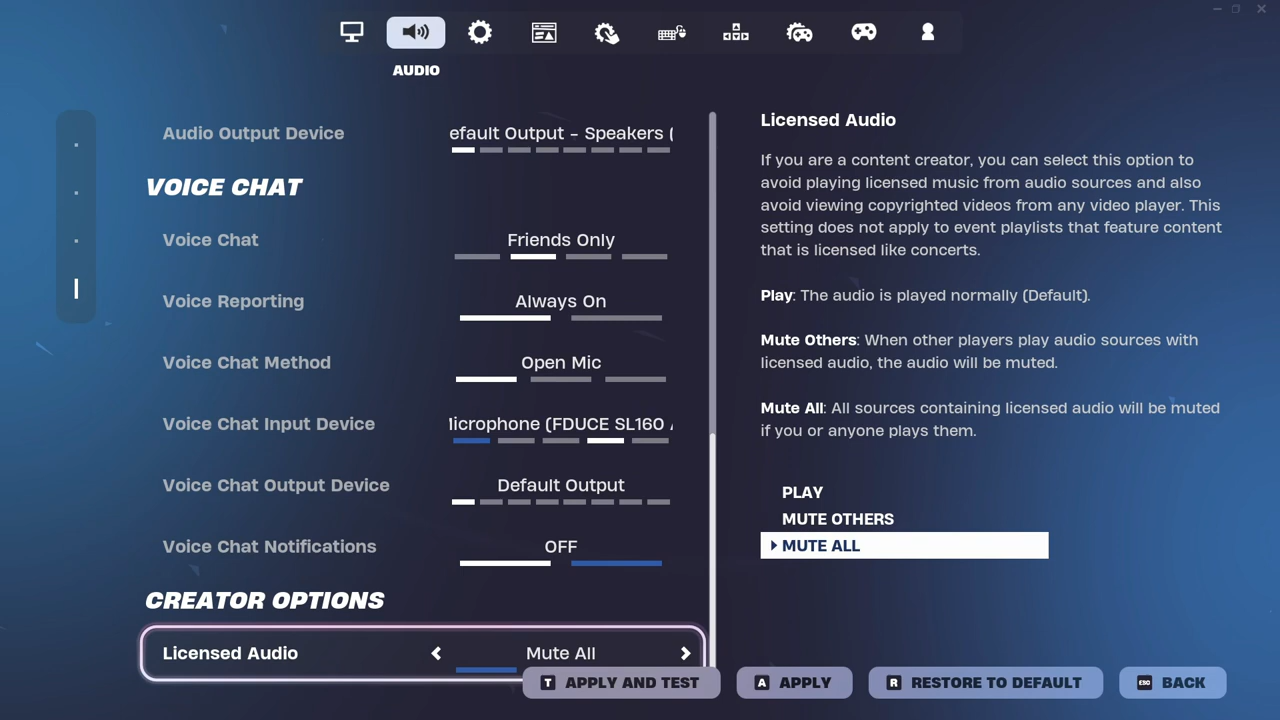 AUDIO
Audio Output Device
efault Output - Speakers (
VOICE CHAT
Voice Chat
Friends Only
Voice Reporting
Always On
Voice Chat Method
Open Mic
Voice Chat Input Device
licrophone (FDUCE SL160 A
Voice Chat Output Device
Default Output
Voice Chat Notifications
OFF
CREATOR OPTIONS
Licensed Audio
Mute All
Licensed Audio
If you are a content creator, you can select this option to
avoid playing licensed music from audio sources and also
avoid viewing copyrighted videos from any video player. This
setting does not apply to event playlists that feature content
that is licensed like concerts.
Play: The audio is played normally (Default).
Mute Others: When other players play audio sources with
licensed audio, the audio will be muted.
Mute All: All sources containing licensed audio will be muted
if you or anyone plays them.
PLAY
MUTE OTHERS
MUTE ALL
T APPLY AND TEST
A APPLY
R RESTORE TO DEFAULT
ESC BACK